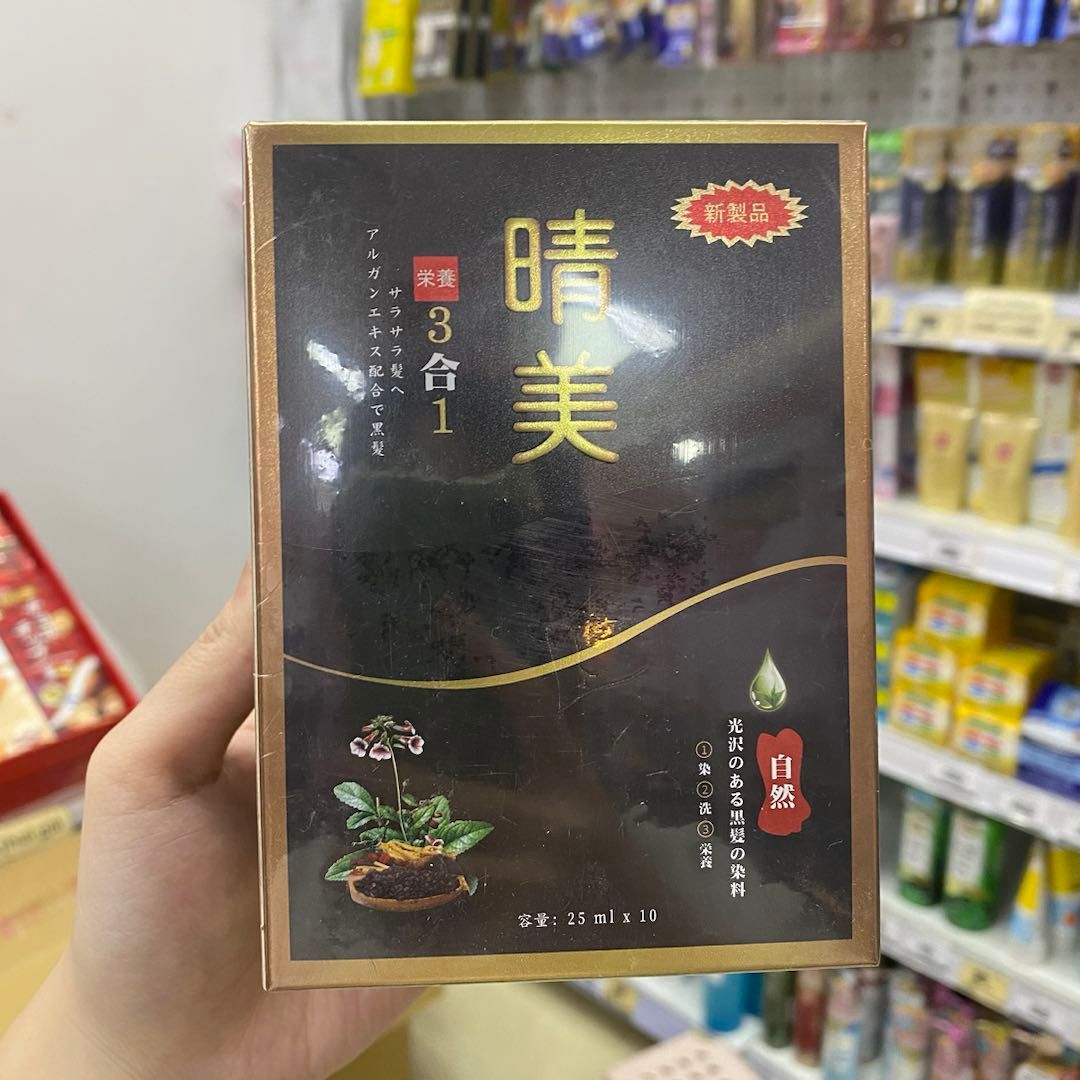 新製品
晴美
栄養
3合1
サラサラ髪へ
アルガンエキス配合で黒髪
自然
光沢のある黒髪の染料
①染②洗③栄養
容量: 25 ml x 10